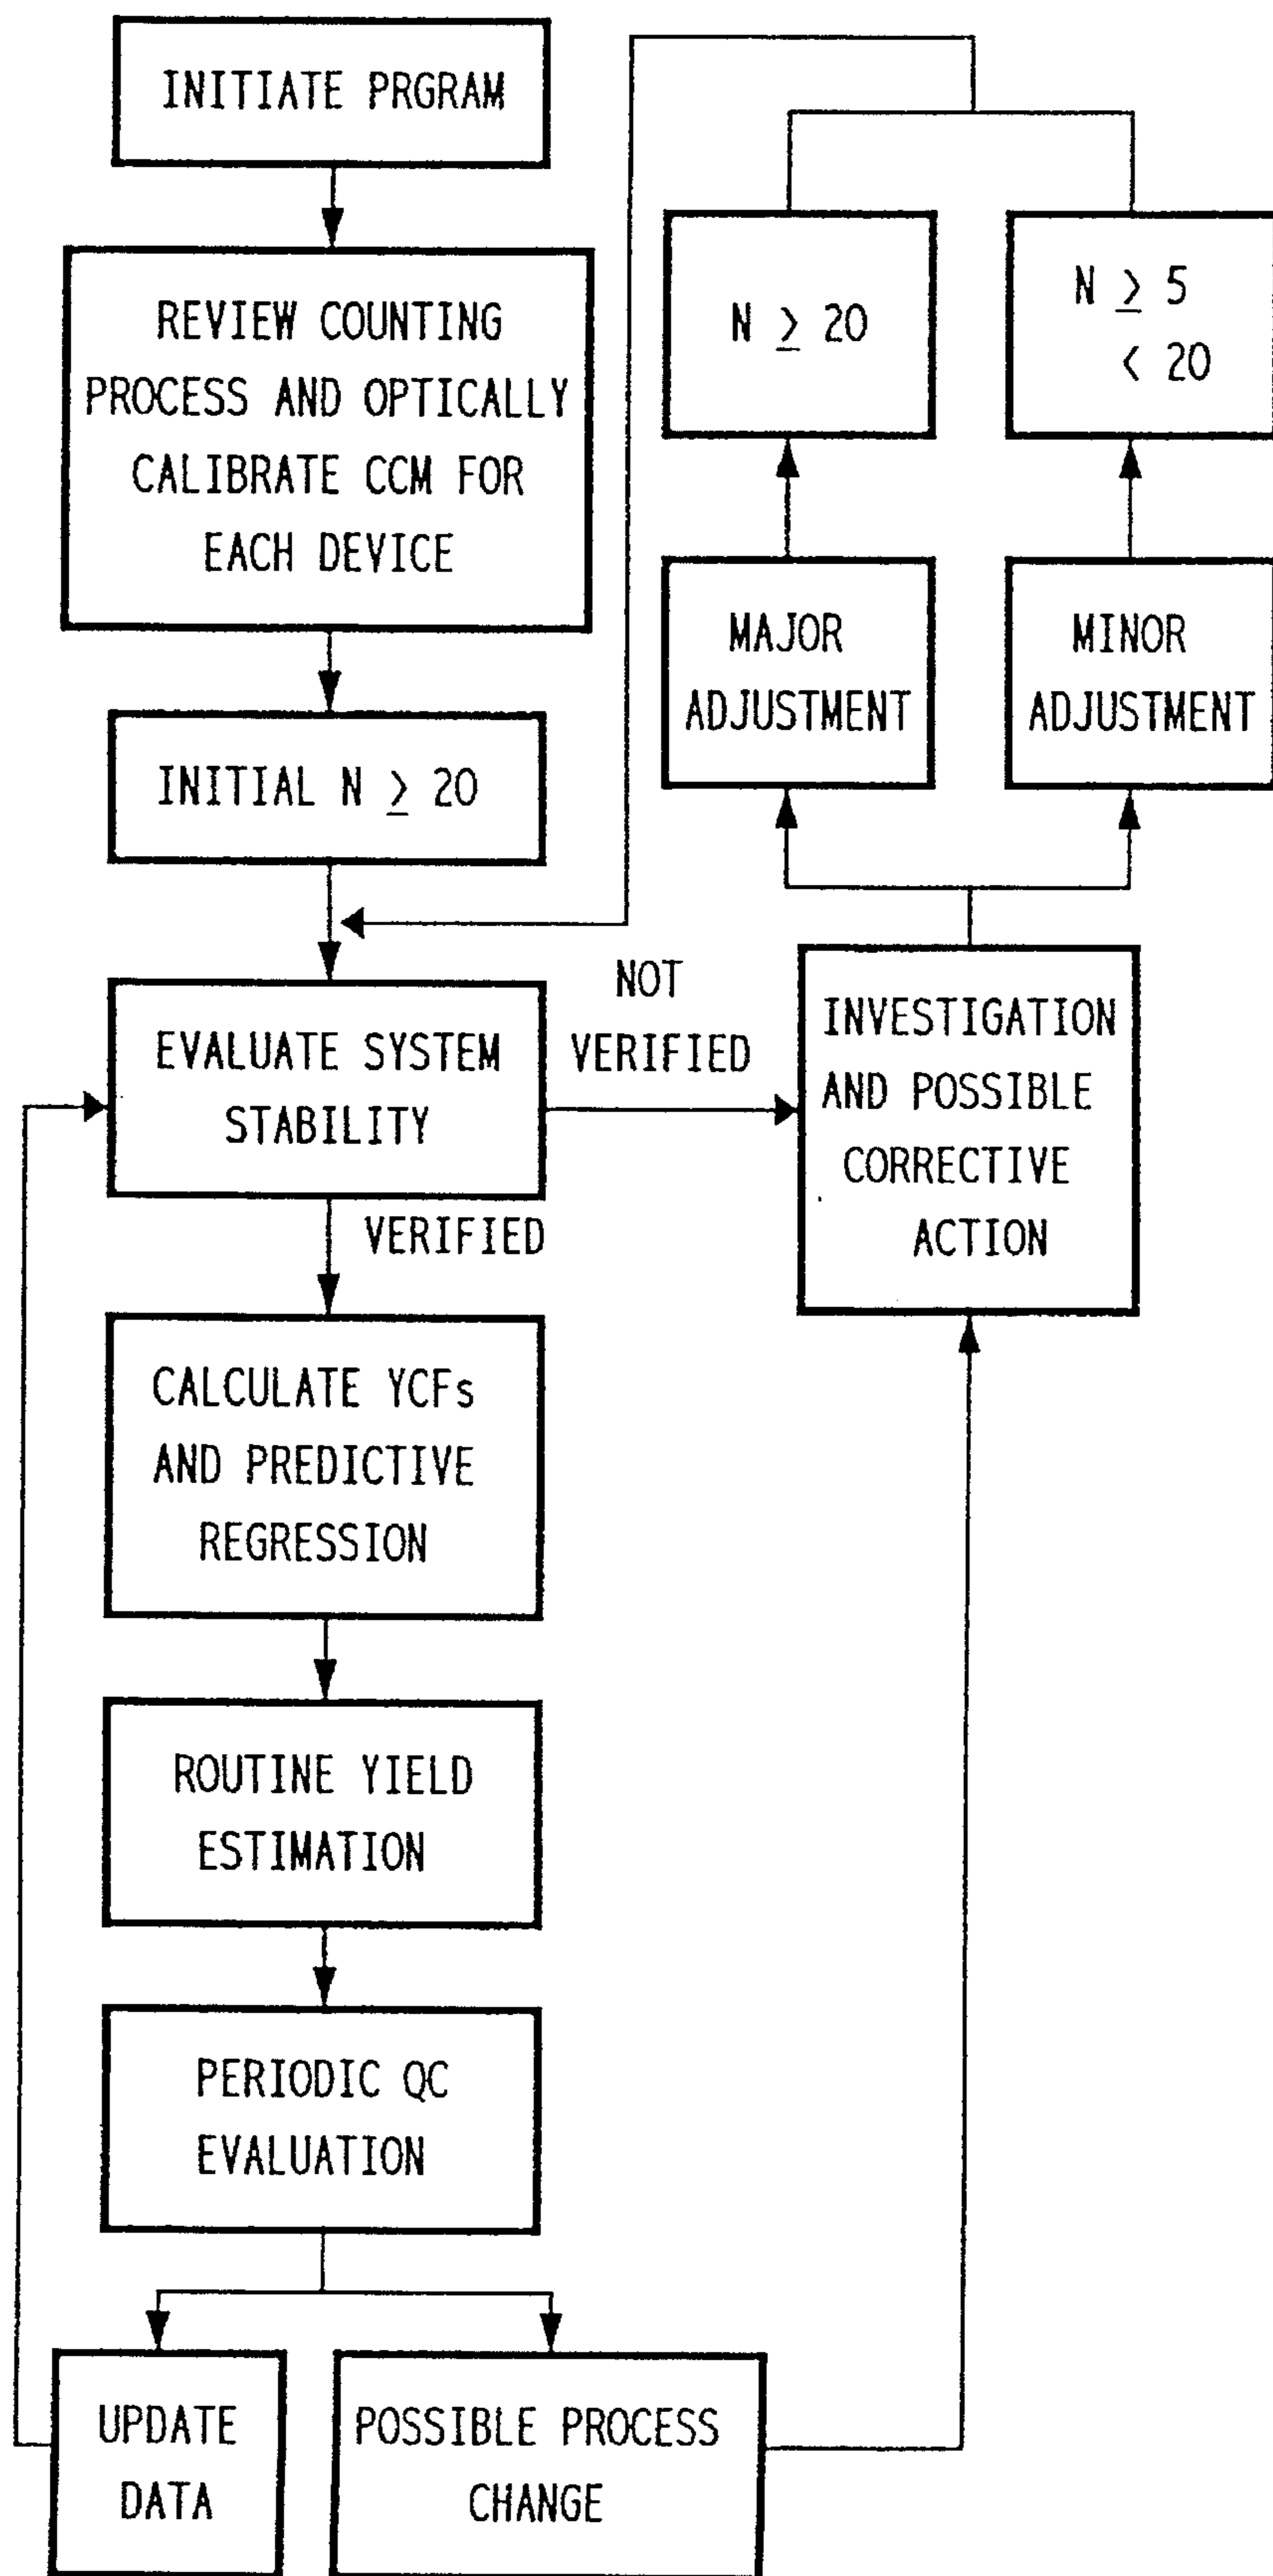 INITIATE PRGRAM
REVIEW COUNTING
PROCESS AND OPTICALLY
CALIBRATE CCM FOR
EACH DEVICE
INITIAL N ≥ 20
EVALUATE SYSTEM
STABILITY
NOT
VERIFIED
VERIFIED
CALCULATE YCFs
AND PREDICTIVE
REGRESSION
ROUTINE YIELD
ESTIMATION
PERIODIC QC
EVALUATION
UPDATE
DATA
POSSIBLE PROCESS
CHANGE
INVESTIGATION
AND POSSIBLE
CORRECTIVE
ACTION
MAJOR
ADJUSTMENT
MINOR
ADJUSTMENT
N ≥ 20
N ≥ 5
< 20